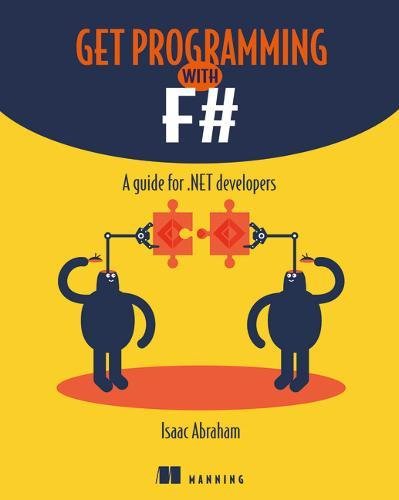 GET PROGRAMMING
WITH
F#
A guide for .NET developers
Isaac Abraham
MANNING